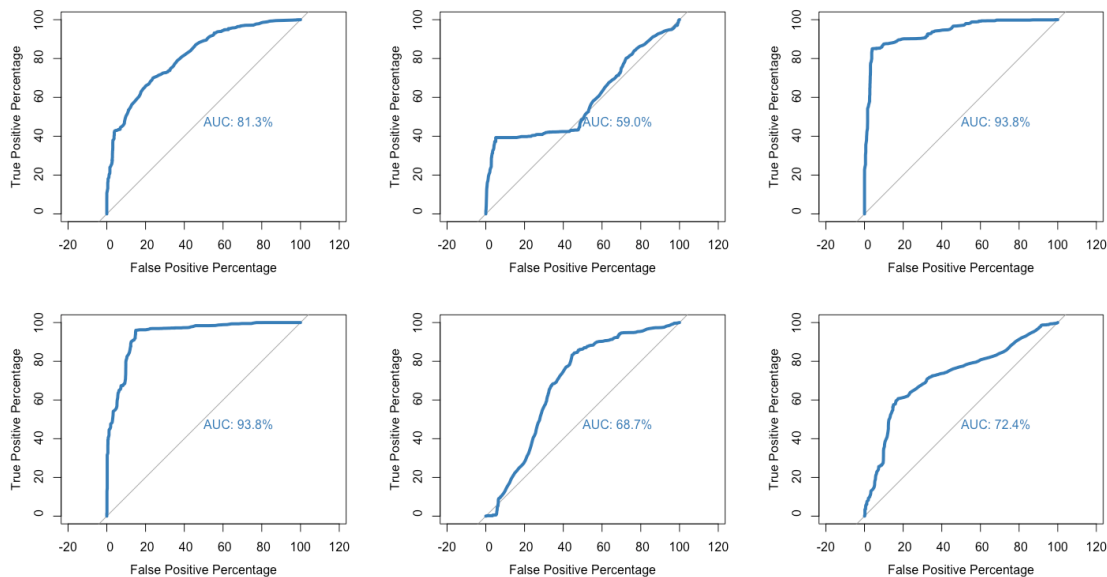 True Positive Percentage
100
80
60
40
20
0
AUC: 81.3%
-20 0 20 40 60 80 100 120
False Positive Percentage
True Positive Percentage
100
80
60
40
20
0
AUC: 59.0%
-20 0 20 40 60 80 100 120
False Positive Percentage
True Positive Percentage
100
80
60
40
20
0
AUC: 93.8%
-20 0 20 40 60 80 100 120
False Positive Percentage
True Positive Percentage
100
80
60
40
20
0
AUC: 93.8%
-20 0 20 40 60 80 100 120
False Positive Percentage
True Positive Percentage
100
80
60
40
20
0
AUC: 68.7%
-20 0 20 40 60 80 100 120
False Positive Percentage
True Positive Percentage
100
80
60
40
20
0
AUC: 72.4%
-20 0 20 40 60 80 100 120
False Positive Percentage